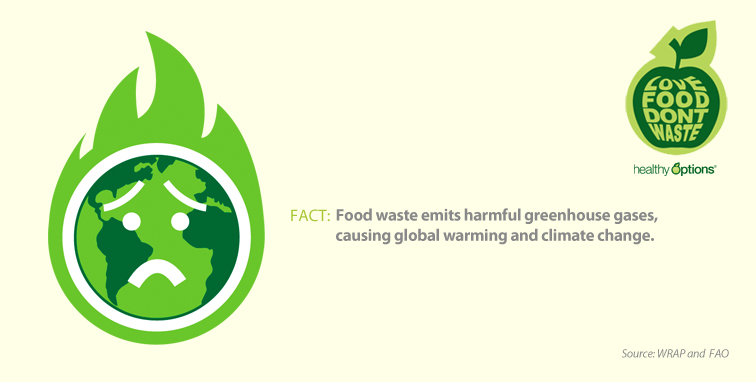 LOVE
FOOD
DONT
WASTE
healthy options®
FACT: Food waste emits harmful greenhouse gases,
causing global warming and climate change.
Source: WRAP and FAO